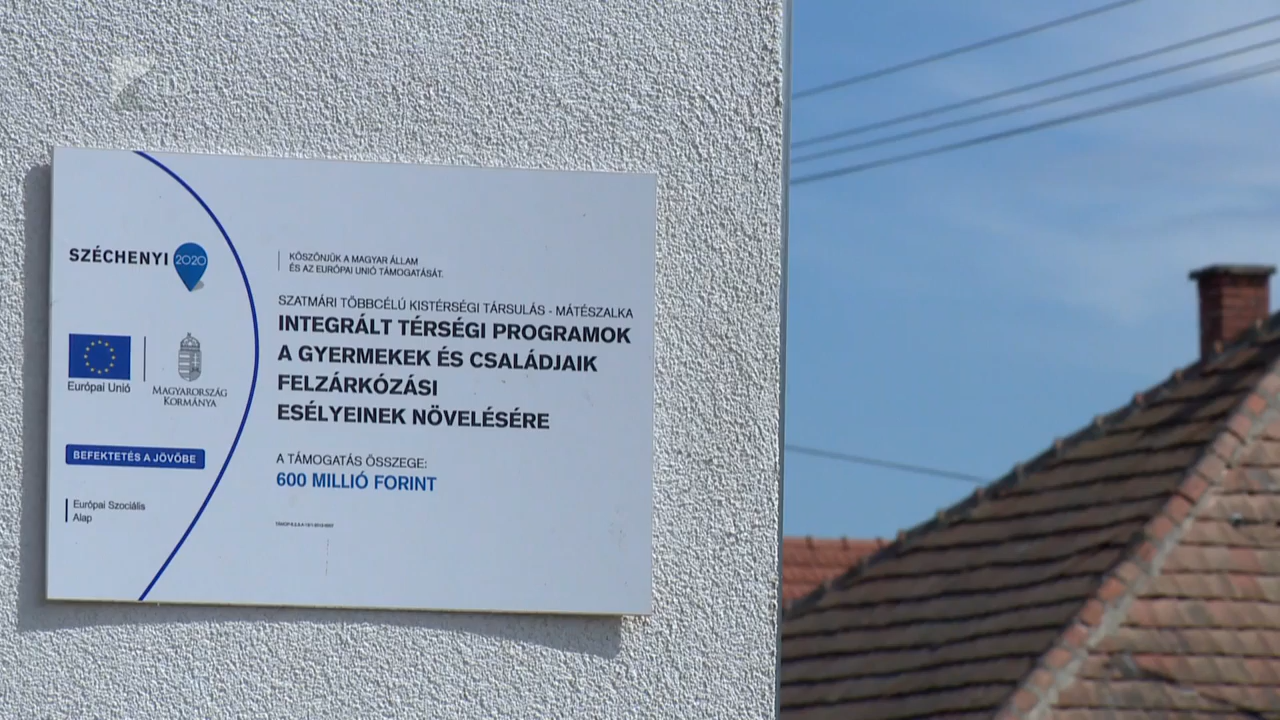 SZÉCHENYI 2020
Európai Unió
MAGYARORSZÁG
KORMÁNYA
BEFEKTETÉS A JÖVŐBE
Európai Szociális
Alap
KÖSZÖNJÜK A MAGYAR ÁLLAM
ÉS AZ EURÓPAI UNIÓ TÁMOGATÁSÁT.
SZATMÁRI TÖBBCÉLÚ KISTÉRSÉGI TÁRSULÁS - MÁTÉSZALKA
INTEGRÁLT TÉRSÉGI PROGRAMOK
A GYERMEKEK ÉS CSALÁDJAIK
FELZÁRKÓZÁSI
ESÉLYEINEK NÖVELÉSÉRE
A TÁMOGATÁS ÖSSZEGE:
600 MILLIÓ FORINT